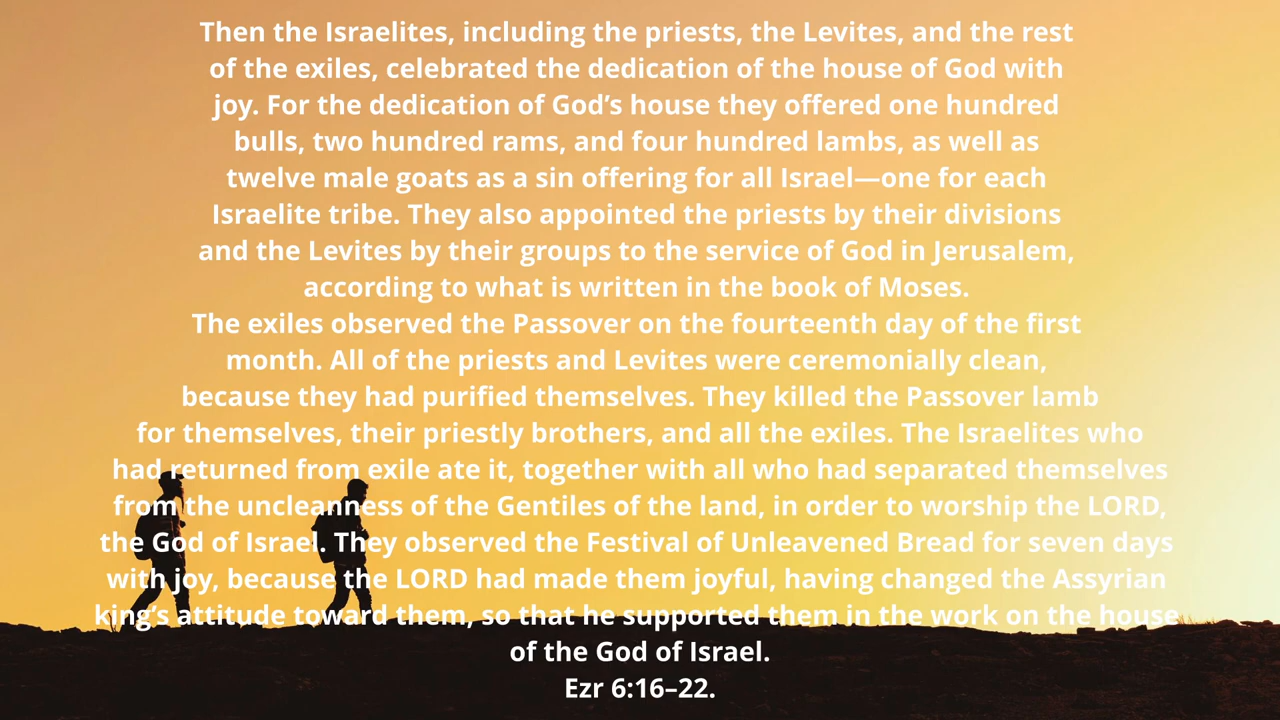 Then the Israelites, including the priests, the Levites, and the rest
of the exiles, celebrated the dedication of the house of God with
joy. For the dedication of God’s house they offered one hundred
bulls, two hundred rams, and four hundred lambs, as well as
twelve male goats as a sin offering for all Israel—one for each
Israelite tribe. They also appointed the priests by their divisions
and the Levites by their groups to the service of God in Jerusalem,
according to what is written in the book of Moses.
The exiles observed the Passover on the fourteenth day of the first
month. All of the priests and Levites were ceremonially clean,
because they had purified themselves. They killed the Passover lamb
for themselves, their priestly brothers, and all the exiles. The Israelites who
had returned from exile ate it, together with all who had separated themselves
from the uncleanness of the Gentiles of the land, in order to worship the LORD,
the God of Israel. They observed the Festival of Unleavened Bread for seven days
with joy, because the LORD had made them joyful, having changed the Assyrian
king’s attitude toward them, so that he supported them in the work on the house
of the God of Israel.
Ezr 6:16–22.